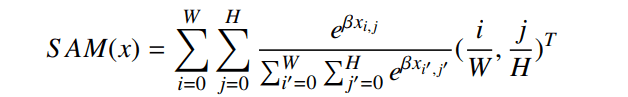 $$SAM(x) = \sum_{i=0}^{W} \sum_{j=0}^{H} \frac{e^{\beta x_{i,j}}}{\sum_{i'=0}^{W} \sum_{j'=0}^{H} e^{\beta x_{i',j'}}} (\frac{i}{W}, \frac{j}{H})^T$$